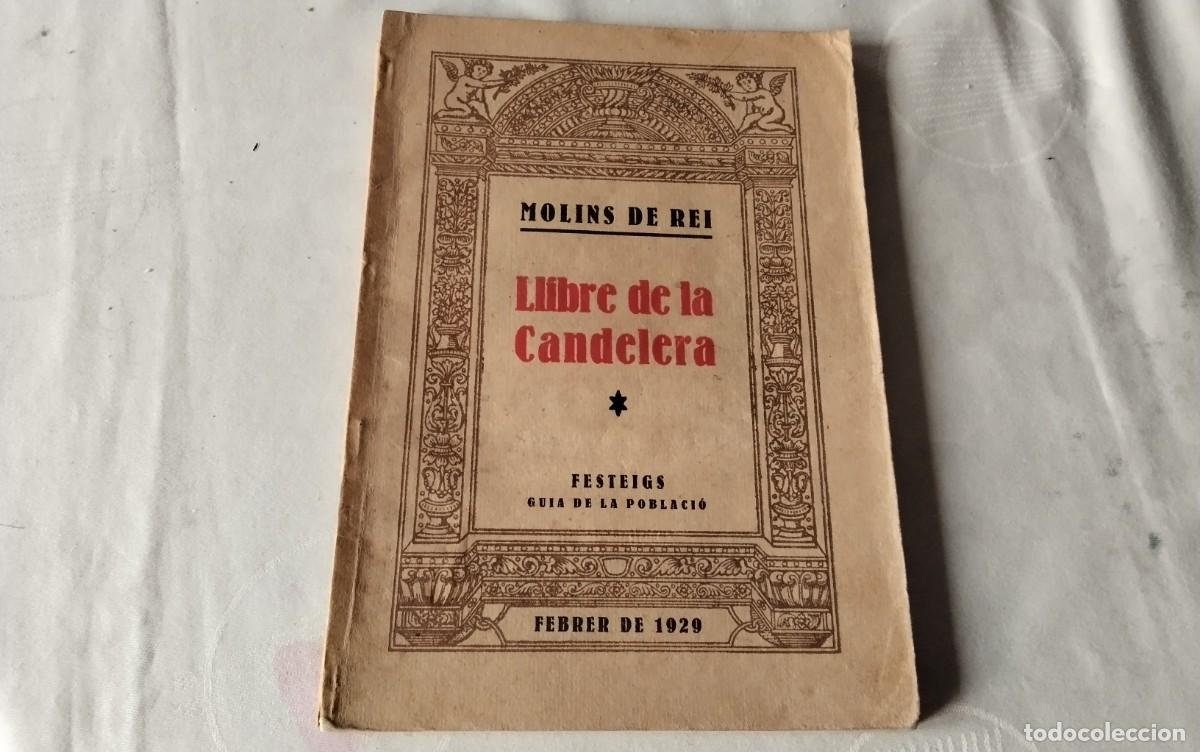 MOLINS DE REI
Llibre de la
Candelera
FESTEIGS
GUIA DE LA POBLACIÓ
FEBRER DE 1929
todocoleccion